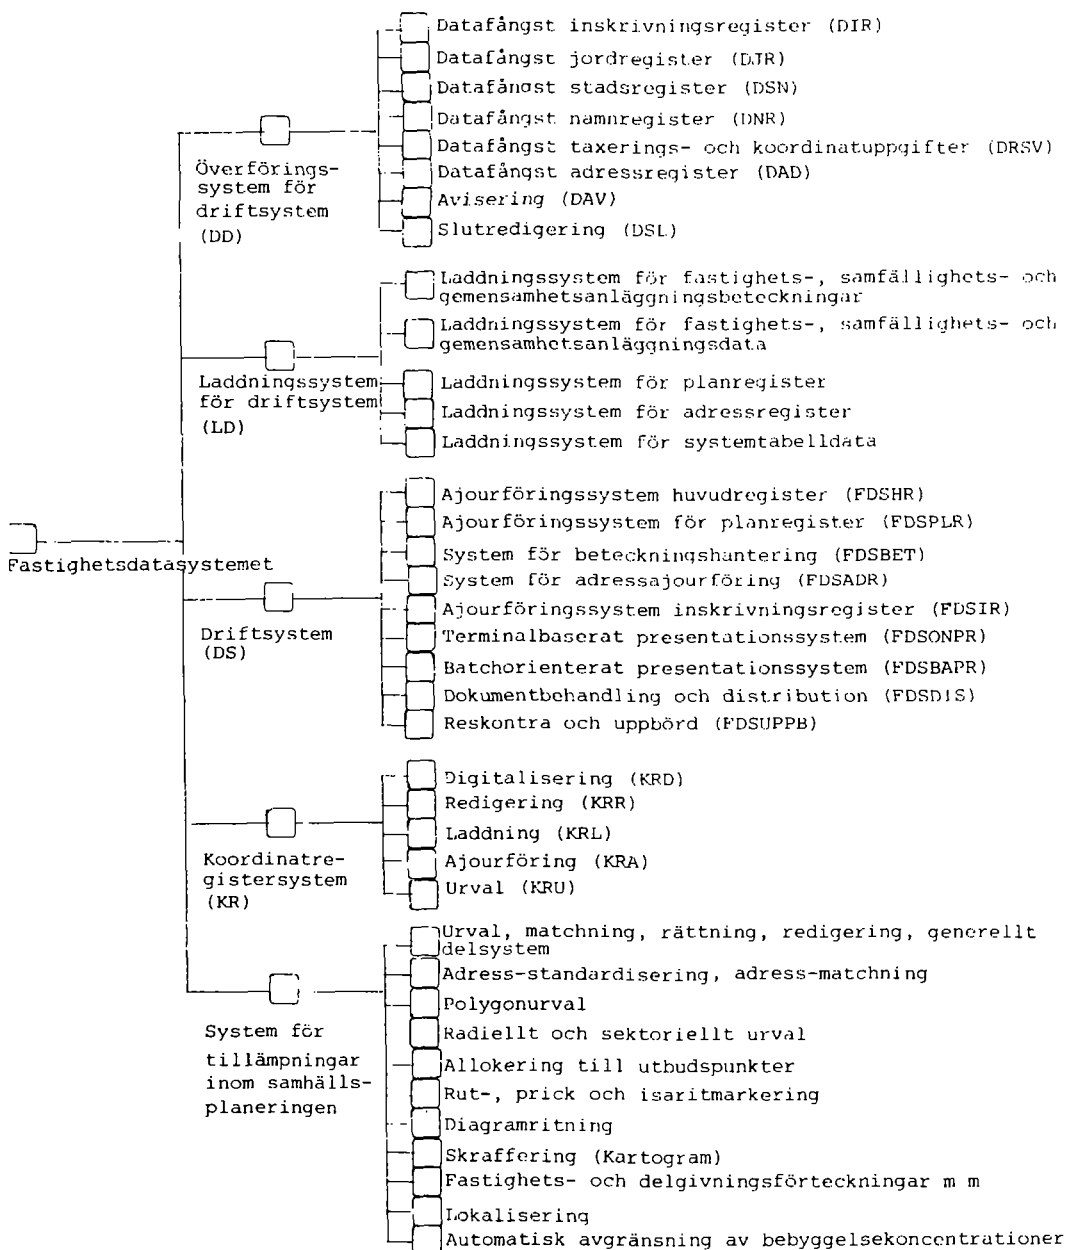 Datafångst inskrivningsregister (DIR)
Datafångst jordregister (DJR)
Datafångst stadsregister (DSN)
Datafångst namnregister (DNR)
Datafångst taxerings- och koordinatuppgifter (DRSV)
Datafångst adressregister (DAD)
Avisering (DAV)
Slutredigering (DSL)
Överförings-
system för
driftsystem
(DD)
Laddningssystem för fastighets-, samfällighets- och
gemensamhetsanläggningsbeteckningar
Laddningssystem för fastighets-, samfällighets- och
gemensamhetsanläggningsdata
Laddningssystem för planregister
Laddningssystem för adressregister
Laddningssystem för systemtabelldata
Laddningssystem
för driftsystem
(LD)
Fastighetsdatasystemet
Ajourföringssystem huvudregister (FDSHR)
Ajourföringssystem för planregister (FDSPLR)
System för beteckningshantering (FDSBET)
System för adressajourföring (FDSADR)
Ajourföringssystem inskrivningsregister (FDSIR)
Terminalbaserat presentationssystem (FDSONPR)
Batchorienterat presentationssystem (FDSBAPR)
Dokumentbehandling och distribution (FDSDIS)
Reskontra och uppbörd (FDSUPPB)
Driftsystem
(DS)
Digitalisering (KRD)
Redigering (KRR)
Laddning (KRL)
Ajourföring (KRA)
Urval (KRU)
Koordinatre-
gistersystem
(KR)
Urval, matchning, rättning, redigering, generellt
delsystem
Adress-standardisering, adress-matchning
Polygonurval
Radiellt och sektoriellt urval
Allokering till utbudspunkter
Rut-, prick och isaritmarkering
Diagramritning
Skraffering (Kartogram)
Fastighets- och delgivningsförteckningar m m
Lokalisering
Automatisk avgränsning av bebyggelsekoncentrationer
System för
tillämpningar
inom samhälls-
planeringen